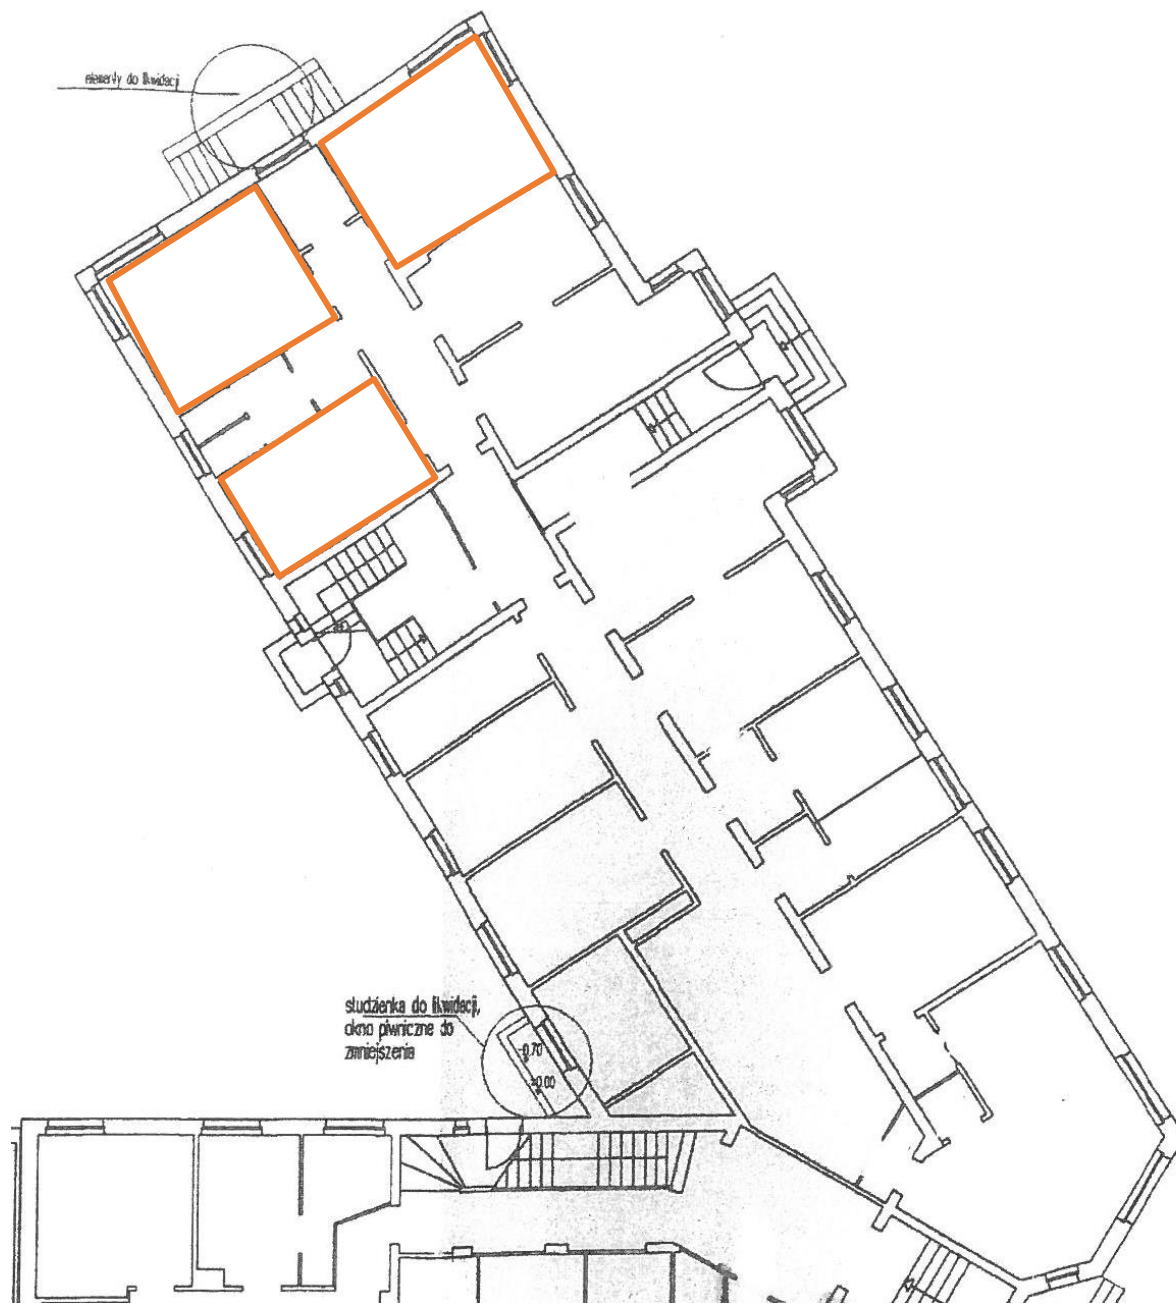 elementy do likwidacji
studzienka do likwidacji,
okno piwniczne do
zmniejszenia
-0.70
±0.00